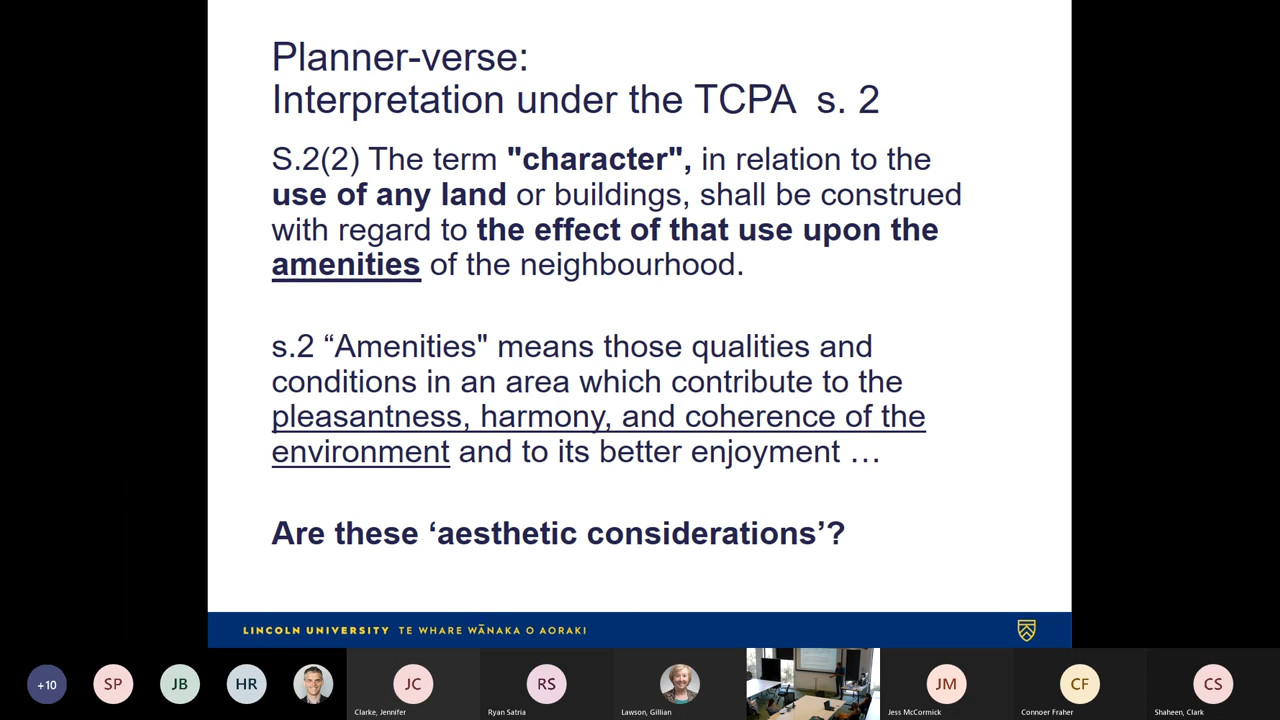 Planner-verse:
Interpretation under the TCPA s. 2
S.2(2) The term "character", in relation to the
use of any land or buildings, shall be construed
with regard to the effect of that use upon the
amenities of the neighbourhood.
s.2 “Amenities" means those qualities and
conditions in an area which contribute to the
pleasantness, harmony, and coherence of the
environment and to its better enjoyment …
Are these ‘aesthetic considerations’?
LINCOLN UNIVERSITY TE WHARE WĀNAKA O AORAKI
+10 SP JB HR JC RS JM CF CS
Clarke, Jennifer Ryan Satria Lawson, Gillian Jess McCormick Connoer Fraher Shaheen, Clark